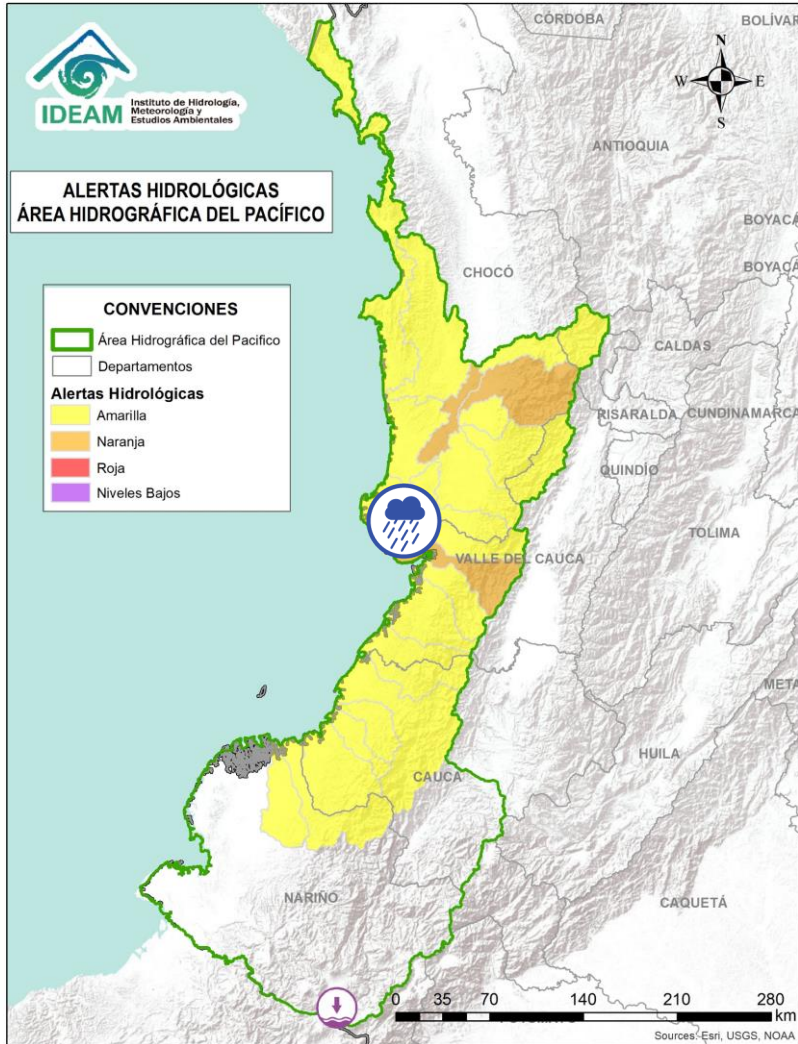 CÓRDOBA
BOLÍVAR
IDEAM
Instituto de Hidrología,
Meteorología y
Estudios Ambientales
N
W
E
S
ANTIOQUIA
ALERTAS HIDROLÓGICAS
ÁREA HIDROGRÁFICA DEL PACÍFICO
BOYACÁ
BOYACÁ
CHOCÓ
CONVENCIONES
Área Hidrográfica del Pacífico
Departamentos
Alertas Hidrológicas
Amarilla
Naranja
Roja
Niveles Bajos
CALDAS
RISARALDA
CUNDINAMARCA
QUINDÍO
TOLIMA
VALLE DEL CAUCA
META
HUILA
CAUCA
NARIÑO
CAQUETÁ
0 35 70 140 210 280
km
Sources: Esri, USGS, NOAA